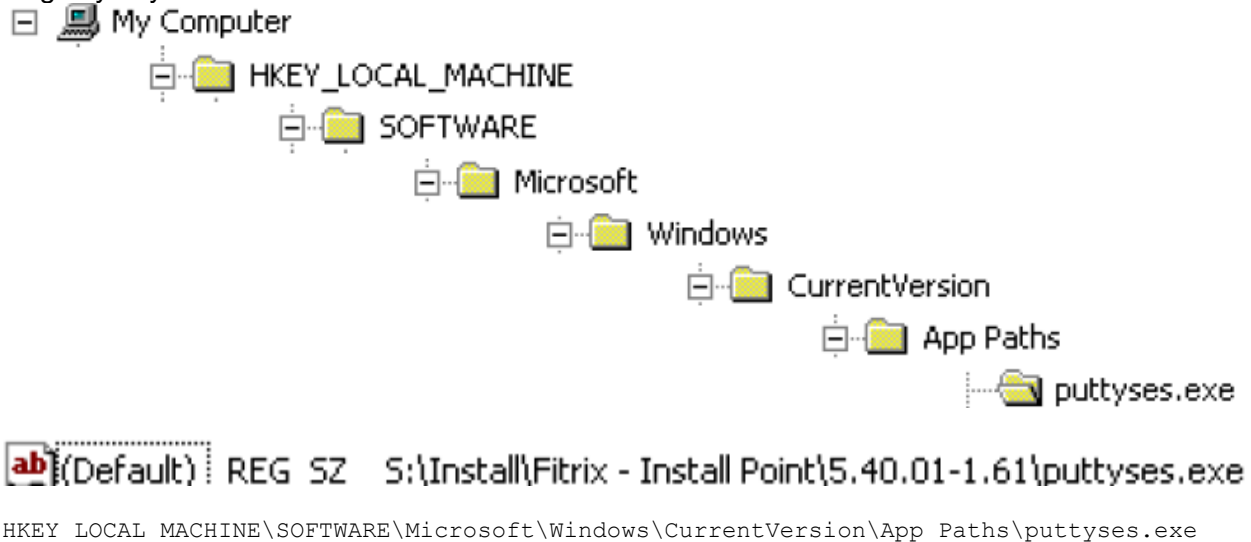 My Computer
HKEY_LOCAL_MACHINE
SOFTWARE
Microsoft
Windows
CurrentVersion
App Paths
puttyses.exe
ab (Default) REG SZ S:\Install\Fitrix - Install Point\5.40.01-1.61\puttyses.exe
HKEY LOCAL MACHINE\SOFTWARE\Microsoft\Windows\CurrentVersion\App Paths\puttyses.exe